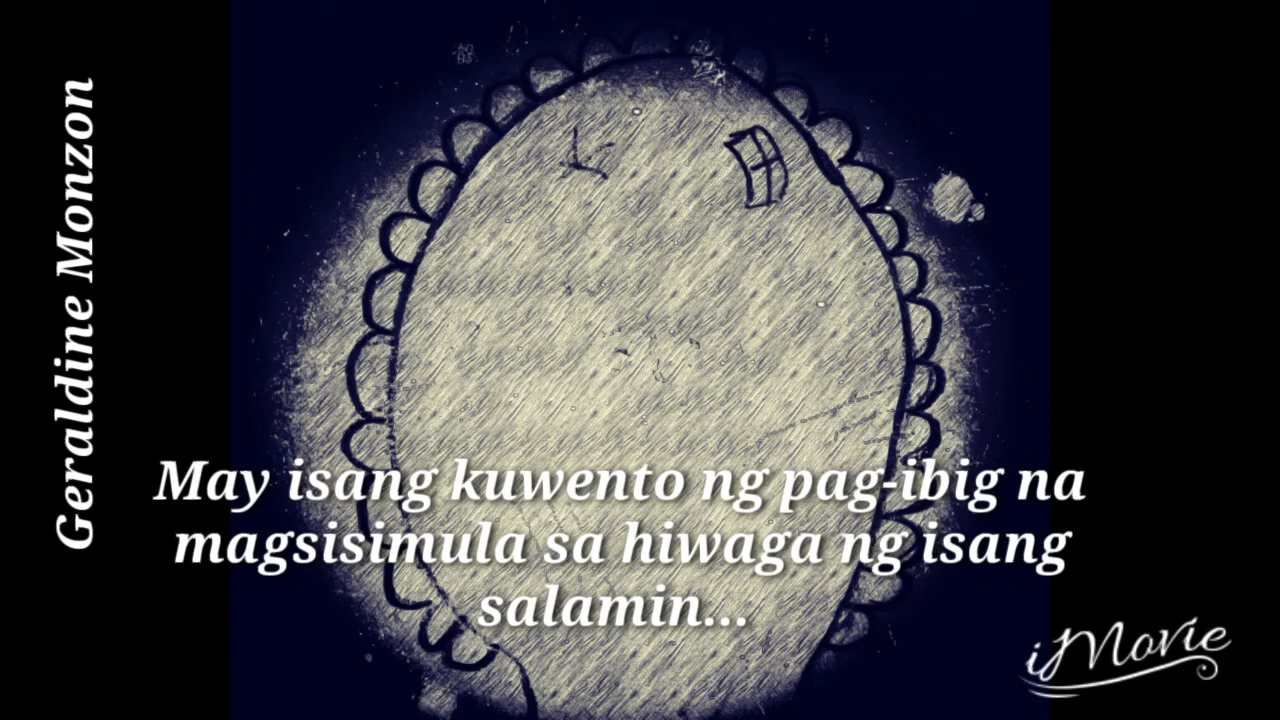 Geraldine Monzon
May isang kuwento ng pag-ibig na
magsisimula sa hiwaga ng isang
salamin...
iMovie